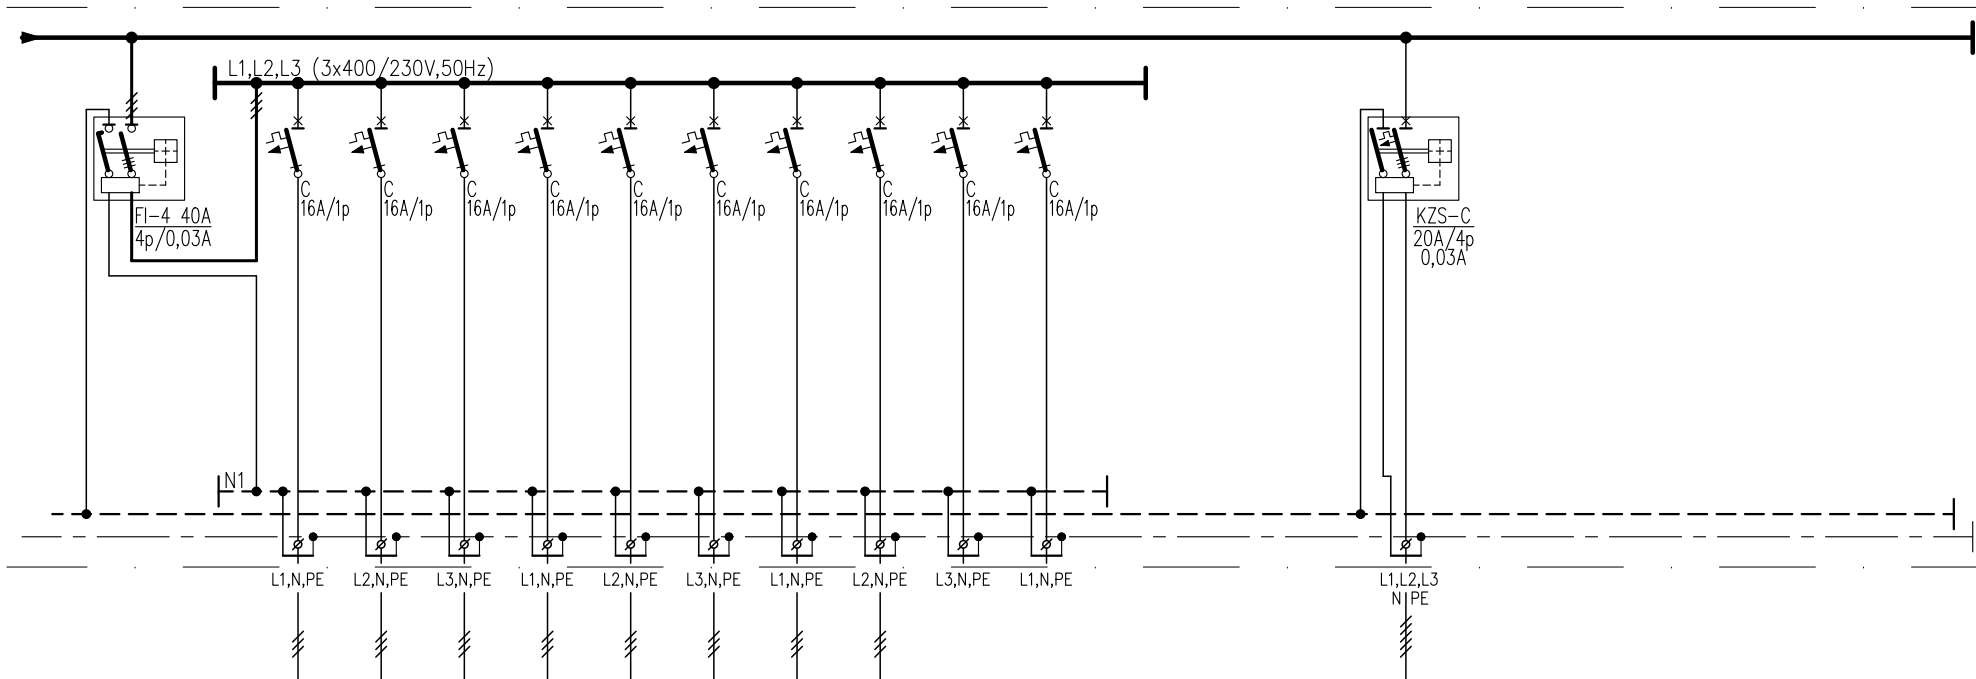 L1,L2,L3 (3x400/230V,50Hz)
FI-4 40A
4p/0,03A
C
16A/1p
C
16A/1p
C
16A/1p
C
16A/1p
C
16A/1p
C
16A/1p
C
16A/1p
C
16A/1p
C
16A/1p
C
16A/1p
KZS-C
20A/4p
0,03A
N1
L1,N,PE
L2,N,PE
L3,N,PE
L1,N,PE
L2,N,PE
L3,N,PE
L1,N,PE
L2,N,PE
L3,N,PE
L1,N,PE
L1,L2,L3
N PE